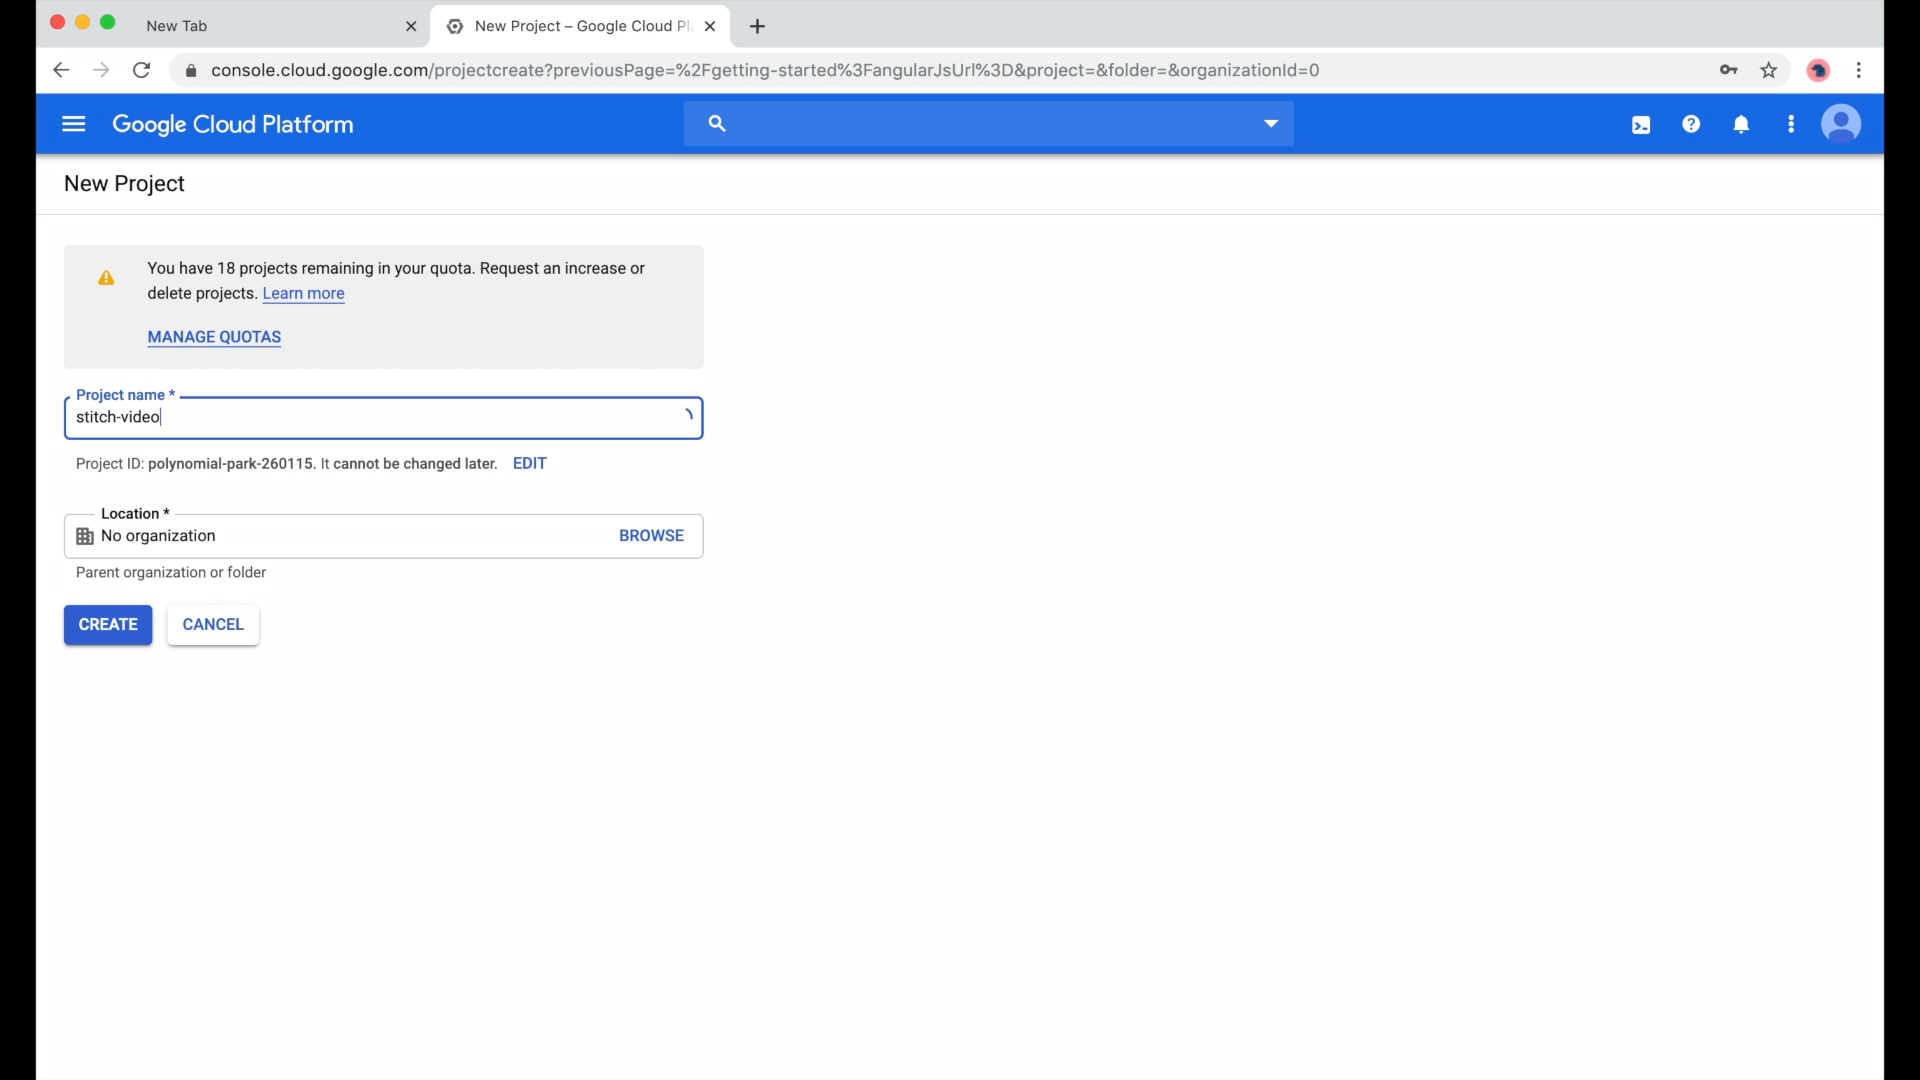 New Tab
New Project – Google Cloud Pl
console.cloud.google.com/projectcreate?previousPage=%2Fgetting-started%3FangularJsUrl%3D&project=&folder=&organizationId=0
Google Cloud Platform
New Project
You have 18 projects remaining in your quota. Request an increase or
delete projects. Learn more
MANAGE QUOTAS
Project name *
stitch-video
Project ID: polynomial-park-260115. It cannot be changed later. EDIT
Location *
No organization BROWSE
Parent organization or folder
CREATE CANCEL